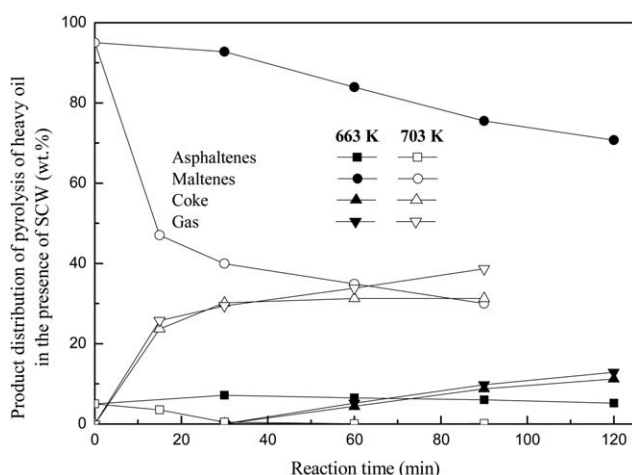 Product distribution of pyrolysis of heavy oil
in the presence of SCW (wt.%)
100
80
60
40
20
0
663 K 703 K
Asphaltenes
Maltenes
Coke
Gas
0 20 40 60 80 100 120
Reaction time (min)